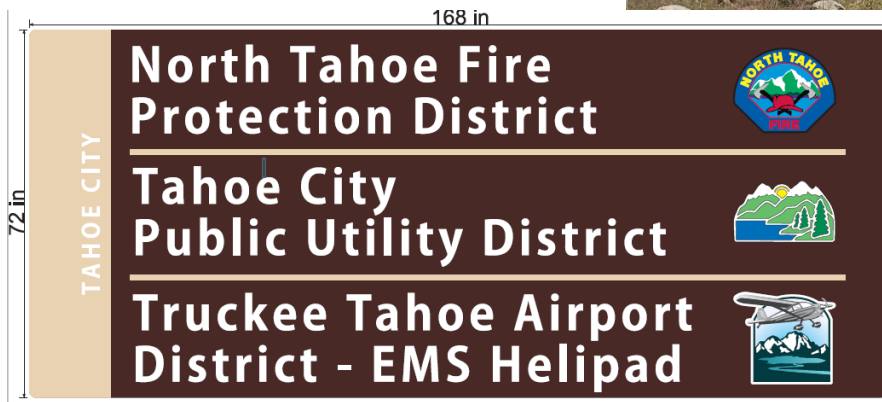 168 in
72 in
TAHOE CITY
North Tahoe Fire
Protection District
NORTH TAHOE
FIRE
Tahoe City
Public Utility District
Truckee Tahoe Airport
District - EMS Helipad